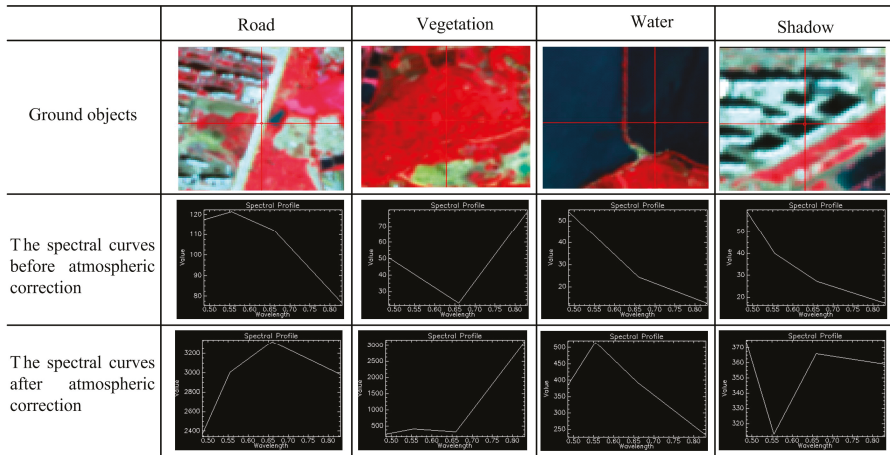 Road Vegetation Water Shadow
Ground objects
The spectral curves
before atmospheric
correction
Spectral Profile
120
110
100
90
80
Value
0.50 0.55 0.60 0.65 0.70 0.75 0.80
Wavelength
Spectral Profile
70
60
50
40
30
Value
0.50 0.55 0.60 0.65 0.70 0.75 0.80
Wavelength
Spectral Profile
50
40
30
20
Value
0.50 0.55 0.60 0.65 0.70 0.75 0.80
Wavelength
Spectral Profile
50
40
30
20
Value
0.50 0.55 0.60 0.65 0.70 0.75 0.80
Wavelength
The spectral curves
after atmospheric
correction
Spectral Profile
3200
3000
2800
2600
2400
Value
0.50 0.55 0.60 0.65 0.70 0.75 0.80
Wavelength
Spectral Profile
3000
2500
2000
1500
1000
500
Value
0.50 0.55 0.60 0.65 0.70 0.75 0.80
Wavelength
Spectral Profile
500
450
400
350
300
250
Value
0.50 0.55 0.60 0.65 0.70 0.75 0.80
Wavelength
Spectral Profile
370
360
350
340
330
320
Value
0.50 0.55 0.60 0.65 0.70 0.75 0.80
Wavelength